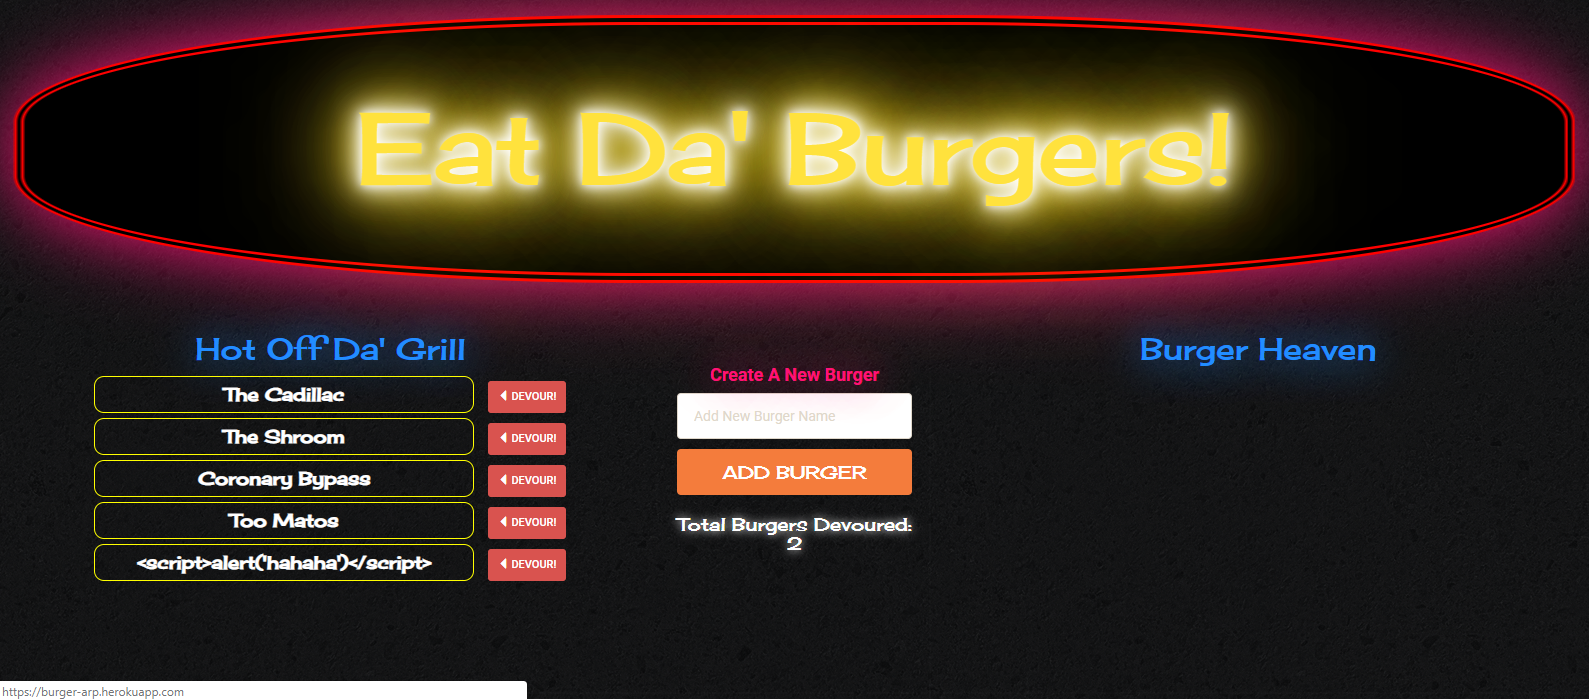 Eat Da' Burgers!
Hot Off Da' Grill
The Cadillac
DEVOUR!
The Shroom
DEVOUR!
Coronary Bypass
DEVOUR!
Too Matos
DEVOUR!
<script>alert('hahaha')</script>
DEVOUR!
Create A New Burger
Add New Burger Name
ADD BURGER
Total Burgers Devoured:
2
Burger Heaven
https://burger-arp.herokuapp.com